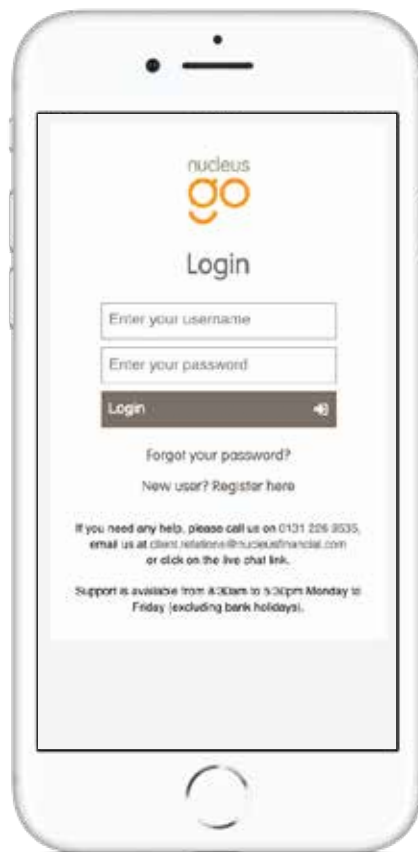 nucleus
go
Login
Enter your username
Enter your password
Login
Forgot your password?
New user? Register here
If you need any help, please call us on 0131 226 9535,
email us at client.relations@nucleusfinancial.com
or click on the live chat link.
Support is available from 8:30am to 5:30pm Monday to
Friday (excluding bank holidays).